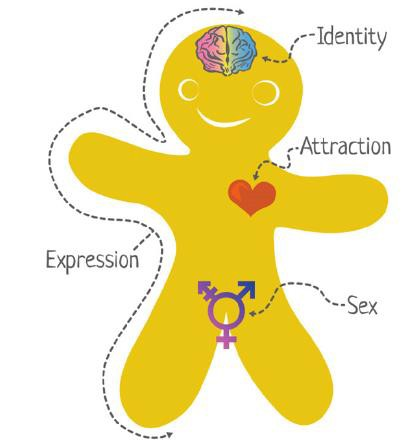 Identity
Attraction
Expression
Sex